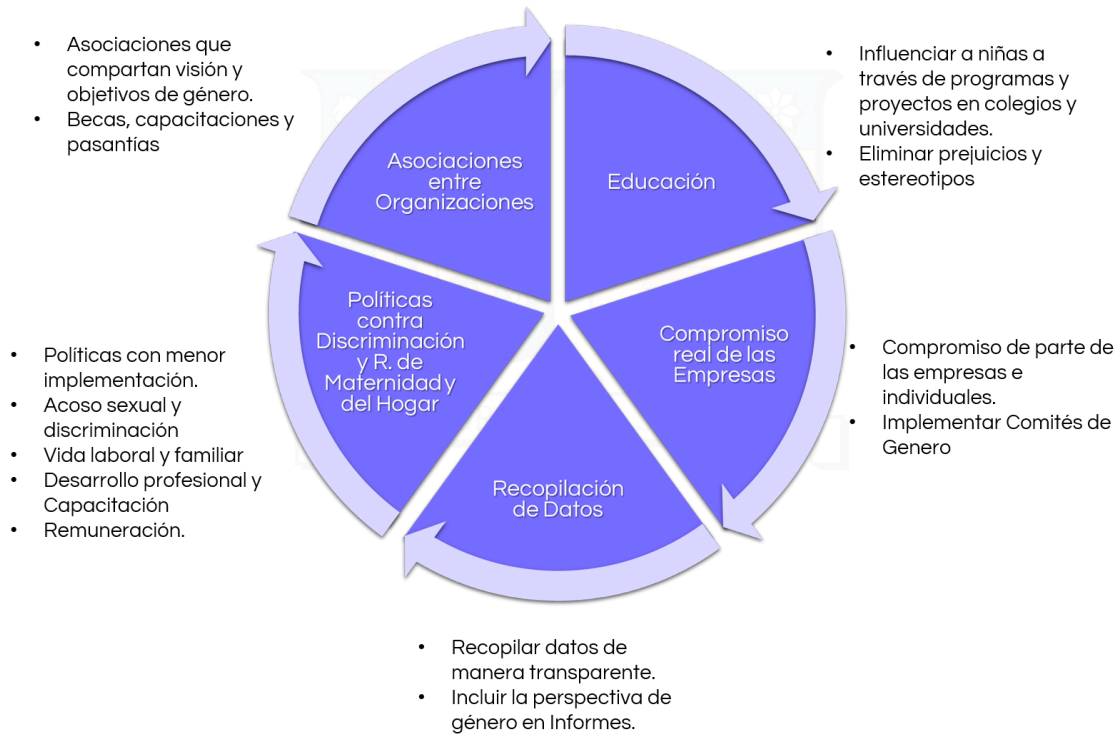 • Asociaciones que
compartan visión y
objetivos de género.
• Becas, capacitaciones y
pasantías
• Influenciar a niñas a
través de programas y
proyectos en colegios y
universidades.
• Eliminar prejuicios y
estereotipos
Asociaciones
entre
Organizaciones
Educación
Políticas
contra
Discriminación
y R. de
Maternidad y
del Hogar
Compromiso
real de las
Empresas
Recopilación
de Datos
• Políticas con menor
implementación.
• Acoso sexual y
discriminación
• Vida laboral y familiar
• Desarrollo profesional y
Capacitación
• Remuneración.
• Compromiso de parte de
las empresas e
individuales.
• Implementar Comités de
Genero
• Recopilar datos de
manera transparente.
• Incluir la perspectiva de
género en Informes.